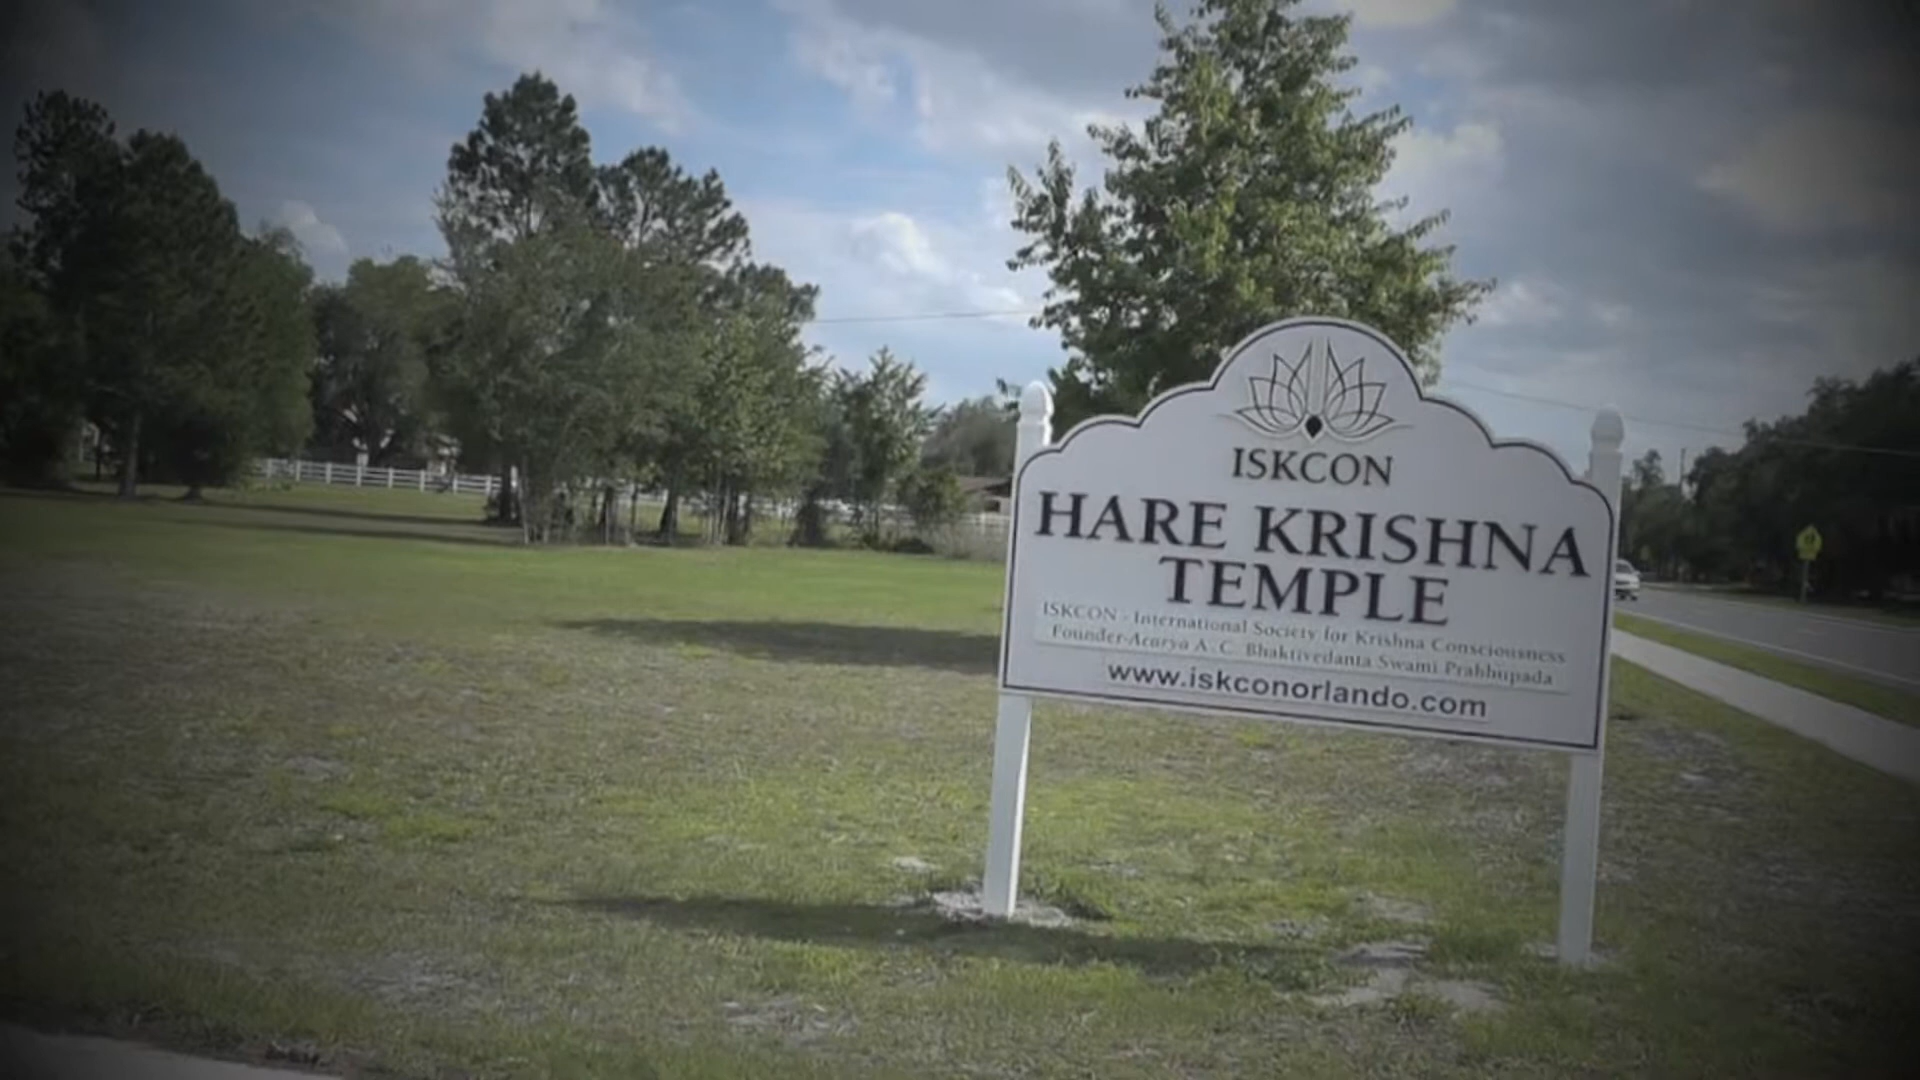 ISKCON
HARE KRISHNA
TEMPLE
ISKCON - International Society for Krishna Consciousness
Founder-Acarya A. C. Bhaktivedanta Swami Prabhupada
www.iskconorlando.com